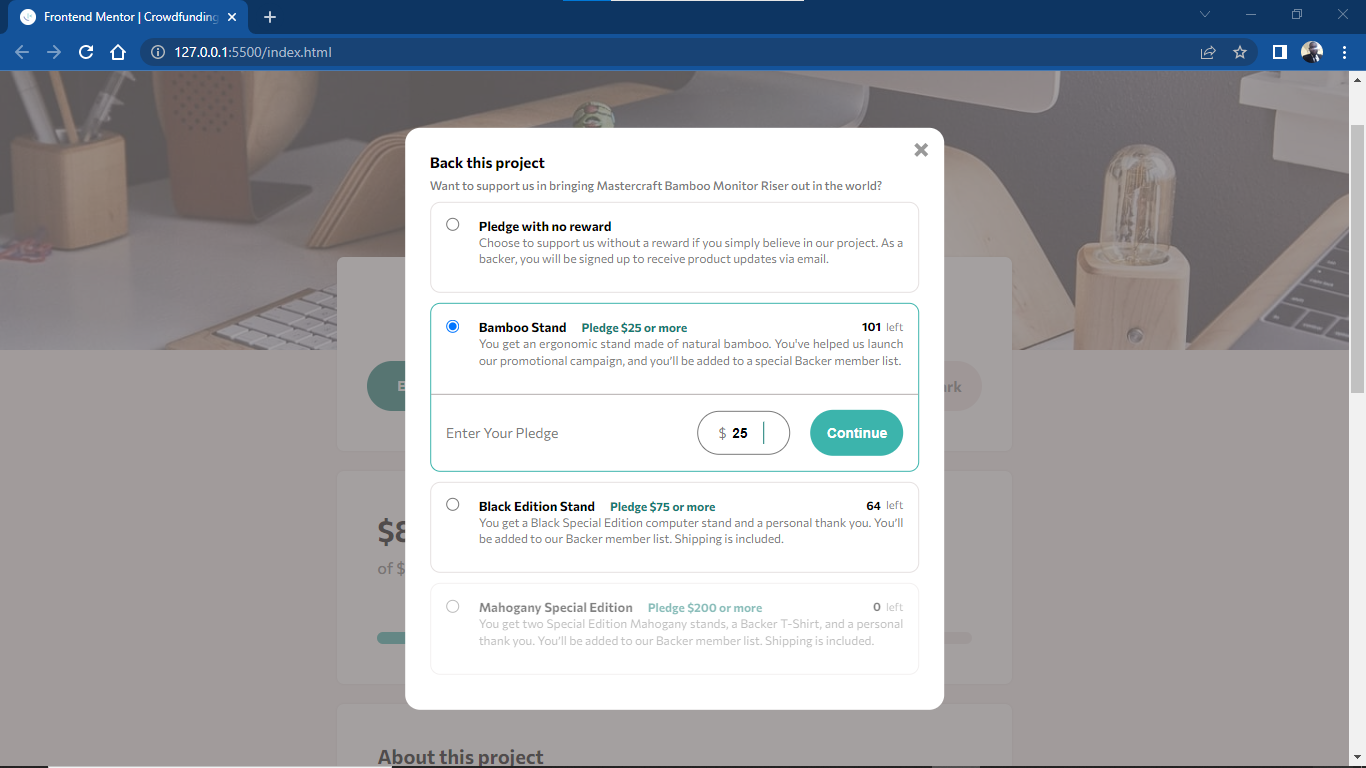 Frontend Mentor | Crowdfunding
127.0.0.1:5500/index.html
Back this project
Want to support us in bringing Mastercraft Bamboo Monitor Riser out in the world?
Pledge with no reward
Choose to support us without a reward if you simply believe in our project. As a
backer, you will be signed up to receive product updates via email.
Bamboo Stand Pledge $25 or more 101 left
You get an ergonomic stand made of natural bamboo. You've helped us launch
our promotional campaign, and you'll be added to a special Backer member list.
B
ark
Enter Your Pledge $ 25 Continue
Black Edition Stand Pledge $75 or more 64 left
You get a Black Special Edition computer stand and a personal thank you. You'll
be added to our Backer member list. Shipping is included.
$8
of $
Mahogany Special Edition Pledge $200 or more 0 left
You get two Special Edition Mahogany stands, a Backer T-Shirt, and a personal
thank you. You'll be added to our Backer member list. Shipping is included.
About this project